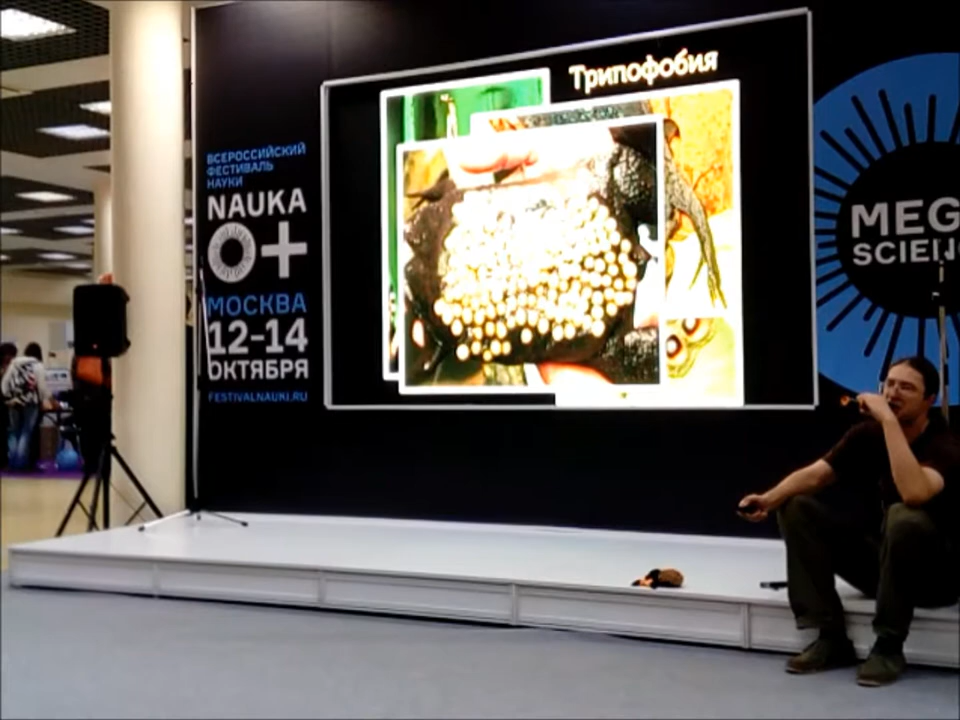 Трипофобия
ВСЕРОССИЙСКИЙ
ФЕСТИВАЛЬ
НАУКИ
NAUKA
0+
МОСКВА
12-14
ОКТЯБРЯ
FESTIVALNAUKI.RU
MEG
SCIEN